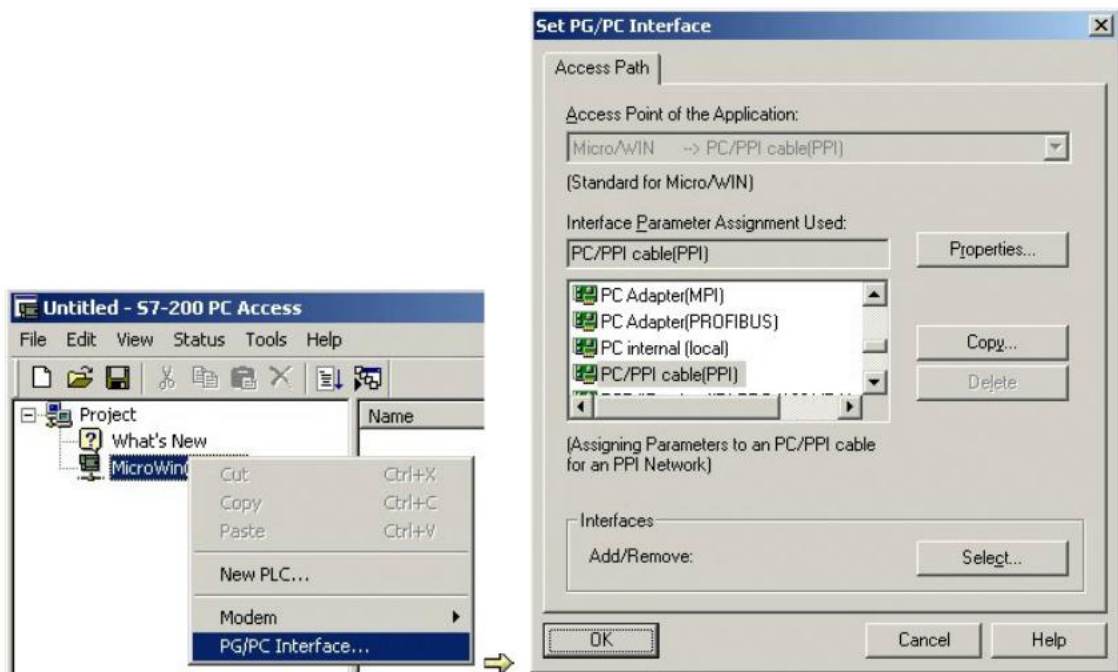 Untitled - S7-200 PC Access
File Edit View Status Tools Help
Project
What's New
MicroWin(
Name
Cut Ctrl+X
Copy Ctrl+C
Paste Ctrl+V
New PLC...
Modem
PG/PC Interface...
Set PG/PC Interface
Access Path
Access Point of the Application:
Micro/WIN --> PC/PPI cable(PPI)
(Standard for Micro/WIN)
Interface Parameter Assignment Used:
PC/PPI cable(PPI)
Properties...
PC Adapter(MPI)
PC Adapter(PROFIBUS)
PC internal (local)
PC/PPI cable(PPI)
Copy...
Delete
(Assigning Parameters to an PC/PPI cable
for an PPI Network)
Interfaces
Add/Remove:
Select...
OK
Cancel
Help